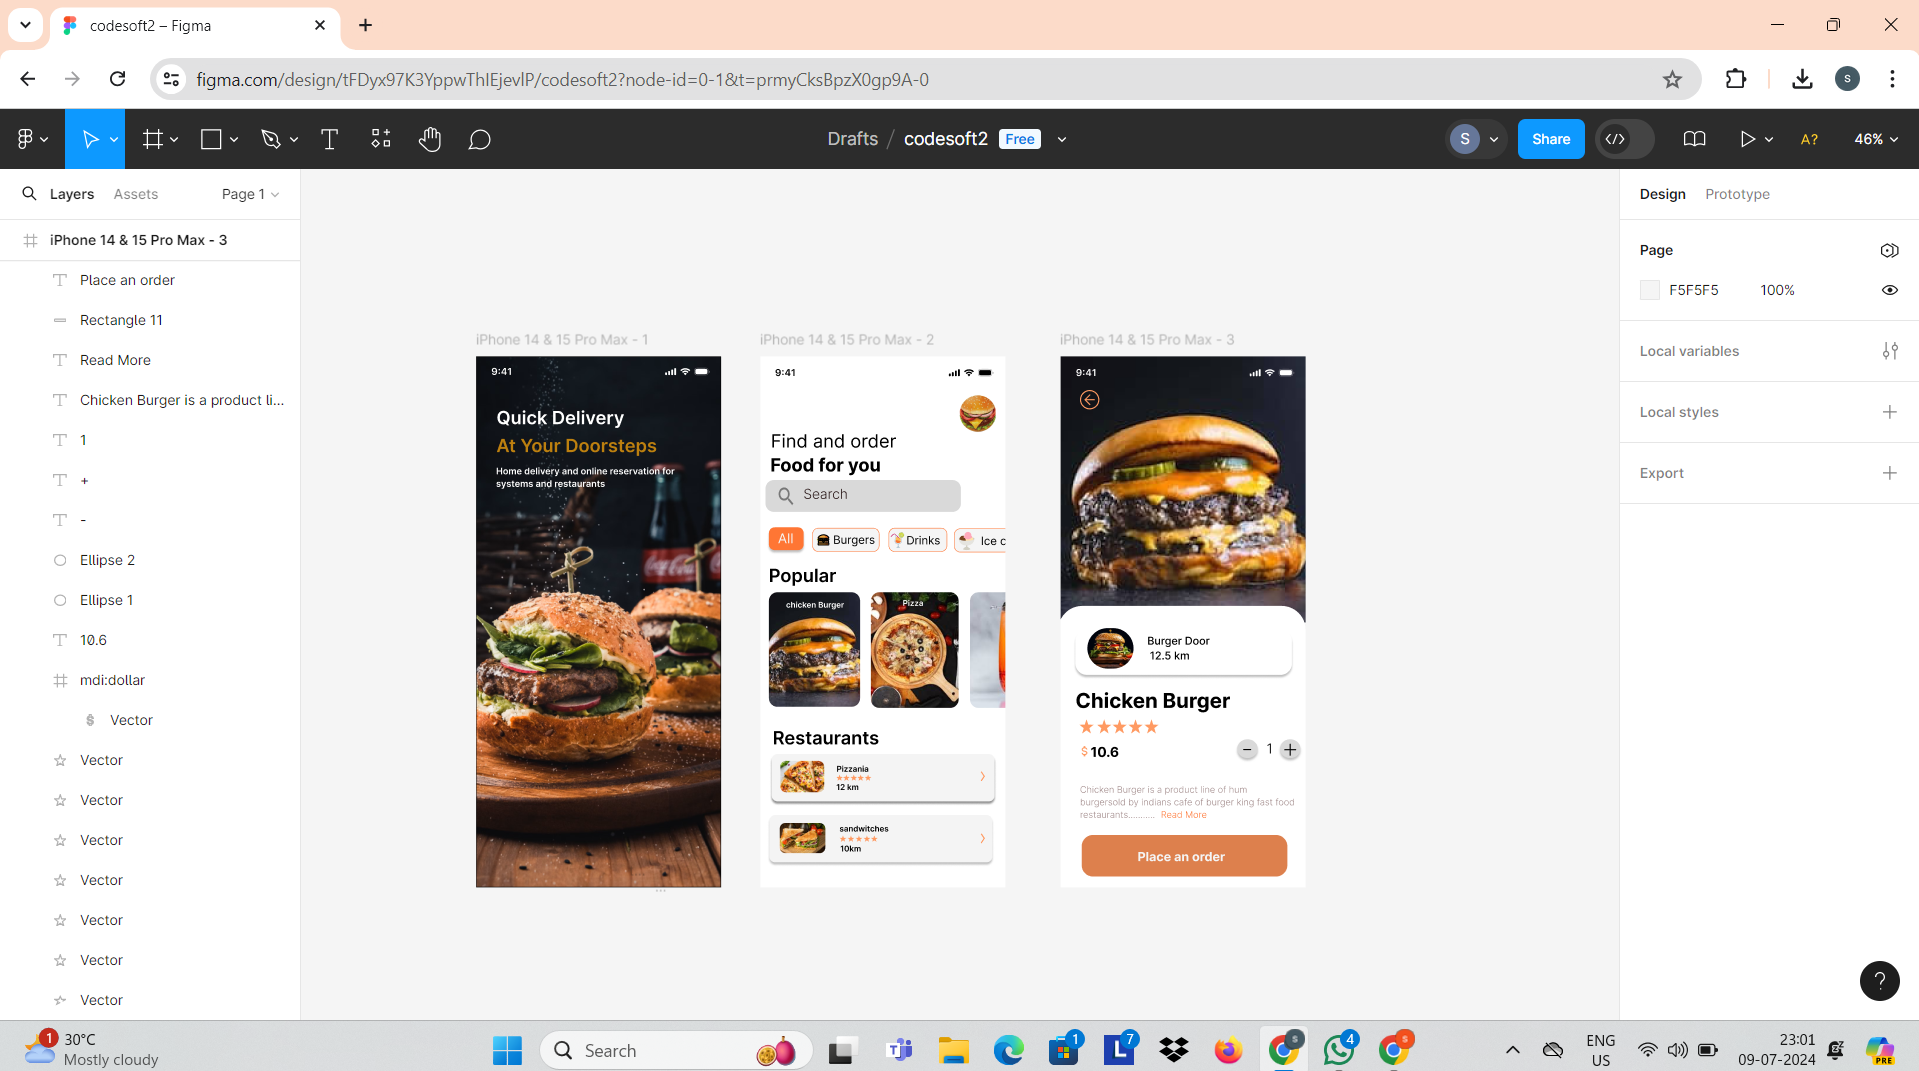 codesoft2 – Figma
figma.com/design/tFDyx97K3YppwThIEjevlP/codesoft2?node-id=0-1&t=prmyCksBpzX0gp9A-0
S
Drafts / codesoft2 Free
S
Share
A?
46%
Layers Assets Page 1
iPhone 14 & 15 Pro Max - 3
Place an order
Rectangle 11
Read More
Chicken Burger is a product li...
1
+
-
Ellipse 2
Ellipse 1
10.6
mdi:dollar
Vector
Vector
Vector
Vector
Vector
Vector
Vector
Vector
iPhone 14 & 15 Pro Max - 1
9:41
Quick Delivery
At Your Doorsteps
Home delivery and online reservation for
systems and restaurants
iPhone 14 & 15 Pro Max - 2
9:41
Find and order
Food for you
Search
All Burgers Drinks Ice c
Popular
chicken Burger Pizza
Restaurants
Pizzania
12 km
sandwitches
10km
iPhone 14 & 15 Pro Max - 3
9:41
Burger Door
12.5 km
Chicken Burger
$ 10.6
− 1 +
Chicken Burger is a product line of hum
burgersold by indians cafe of burger king fast food
restaurants........... Read More
Place an order
Design Prototype
Page
F5F5F5 100%
Local variables
Local styles
Export
?
1
30°C
Mostly cloudy
Search
1
L 7
S
4
S
ENG
US
23:01
09-07-2024
PRE